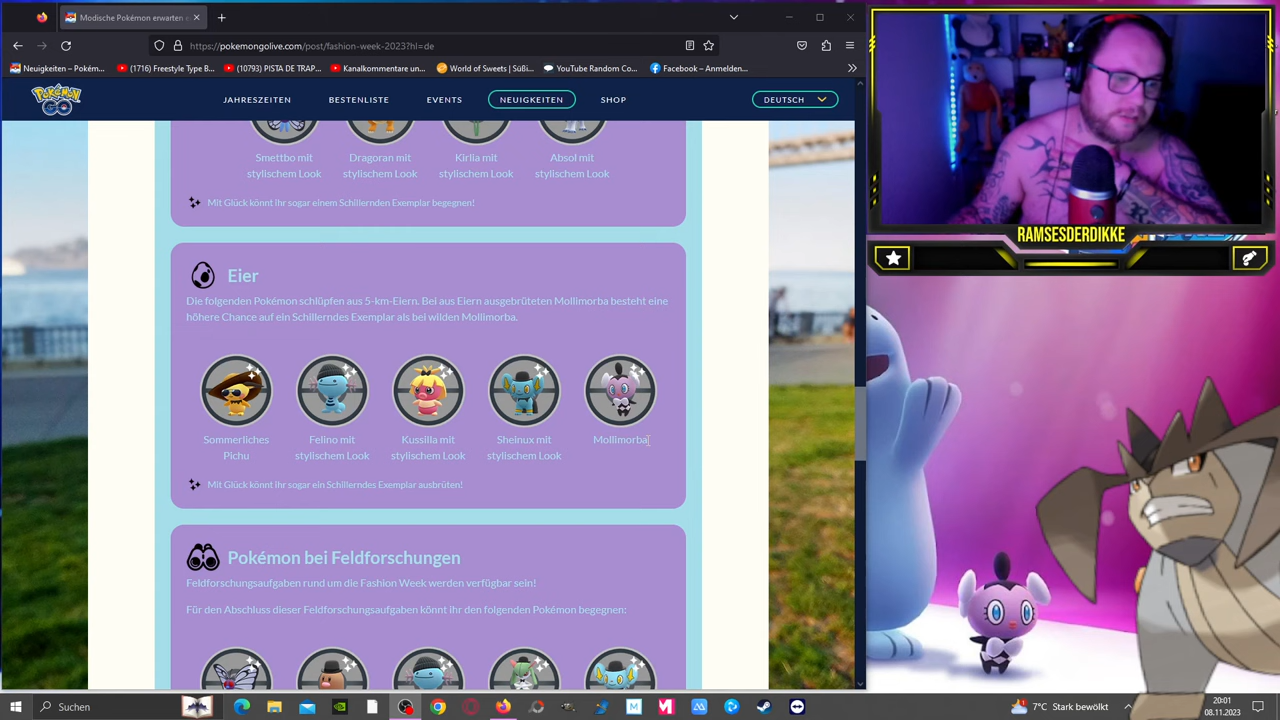 Modische Pokémon erwarten
https://pokemongolive.com/post/fashion-week-2023?hl=de
Neuigkeiten – Pokém...
(1716) Freestyle Type B...
(10793) PISTA DE TRAP...
Kanalkommentare un...
World of Sweets | Süßi...
YouTube Random Co...
Facebook – Anmelden...
Pokémon GO
JAHRESZEITEN
BESTENLISTE
EVENTS
NEUIGKEITEN
SHOP
DEUTSCH
Smettbo mit
stylischem Look
Dragoran mit
stylischem Look
Kirlia mit
stylischem Look
Absol mit
stylischem Look
Mit Glück könnt ihr sogar einem Schillernden Exemplar begegnen!
Eier
Die folgenden Pokémon schlüpfen aus 5-km-Eiern. Bei aus Eiern ausgebrüteten Mollimorba besteht eine
höhere Chance auf ein Schillerndes Exemplar als bei wilden Mollimorba.
Sommerliches
Pichu
Felino mit
stylischem Look
Kussilla mit
stylischem Look
Sheinux mit
stylischem Look
Mollimorba
Mit Glück könnt ihr sogar ein Schillerndes Exemplar ausbrüten!
Pokémon bei Feldforschungen
Feldforschungsaufgaben rund um die Fashion Week werden verfügbar sein!
Für den Abschluss dieser Feldforschungsaufgaben könnt ihr den folgenden Pokémon begegnen:
RAMSESDERDIKKE
Suchen
7°C Stark bewölkt
20:01
08.11.2023